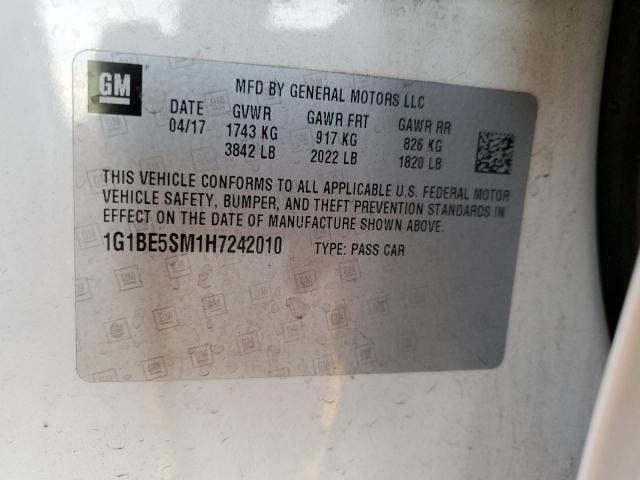 GM
MFD BY GENERAL MOTORS LLC
DATE GVWR GAWR FRT GAWR RR
04/17 1743 KG 917 KG 826 KG
3842 LB 2022 LB 1820 LB
THIS VEHICLE CONFORMS TO ALL APPLICABLE U.S. FEDERAL MOTOR
VEHICLE SAFETY, BUMPER, AND THEFT PREVENTION STANDARDS IN
EFFECT ON THE DATE OF MANUFACTURE SHOWN ABOVE.
1G1BE5SM1H7242010 TYPE: PASS CAR